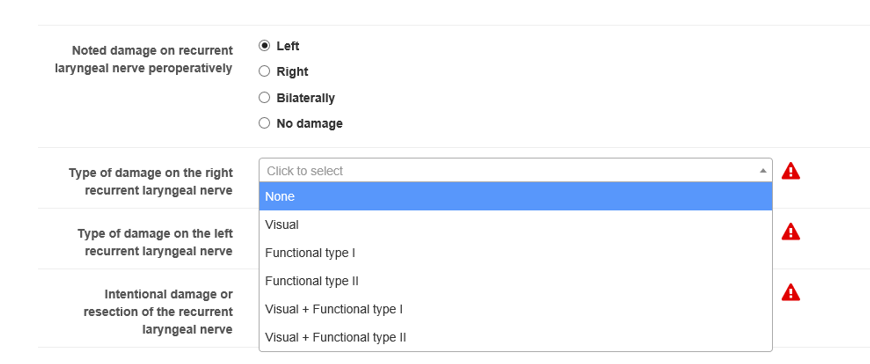 Noted damage on recurrent
laryngeal nerve peroperatively
Left
Right
Bilaterally
No damage
Type of damage on the right
recurrent laryngeal nerve
Click to select
None
Visual
Functional type I
Functional type II
Visual + Functional type I
Visual + Functional type II
Type of damage on the left
recurrent laryngeal nerve
Intentional damage or
resection of the recurrent
laryngeal nerve